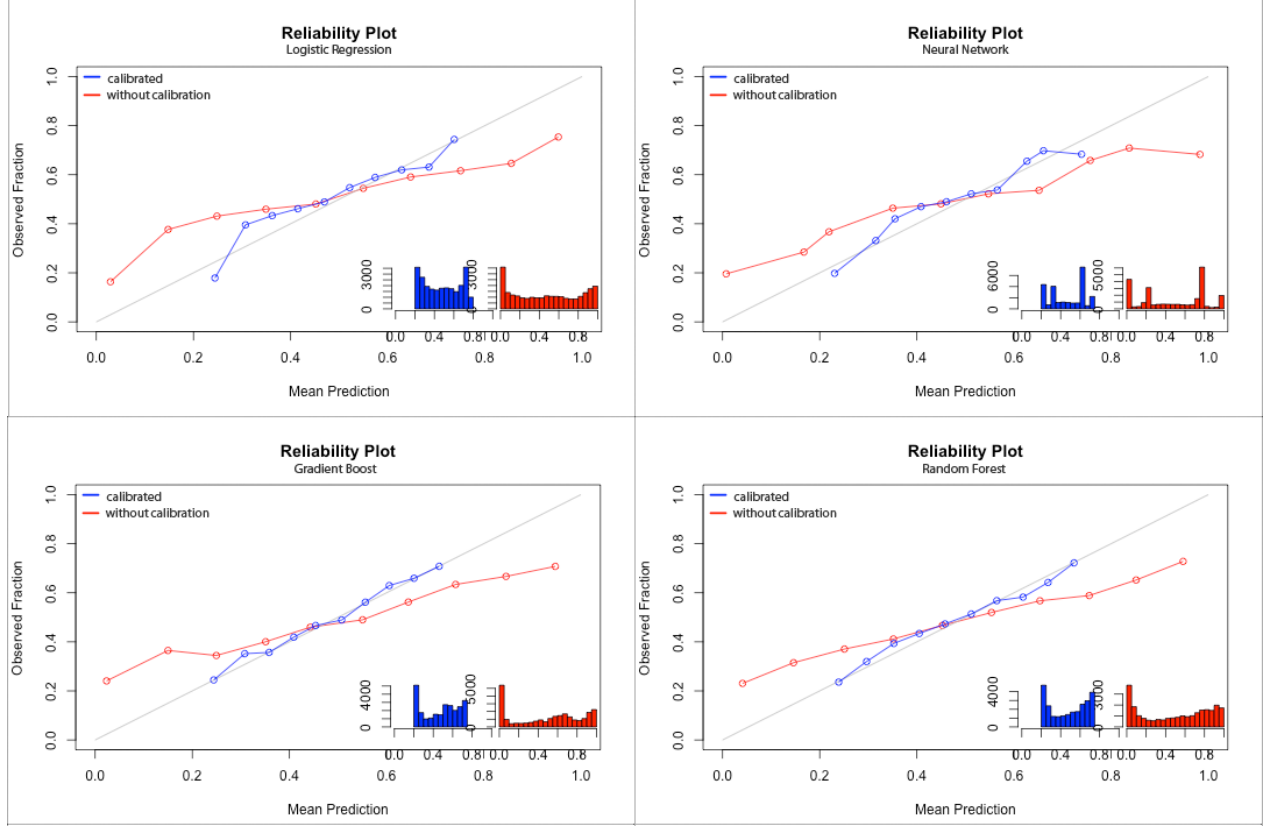 Reliability Plot
Logistic Regression
calibrated
without calibration
Observed Fraction
0.0 0.2 0.4 0.6 0.8 1.0
0 3000
0 3000
0.0 0.4 0.8
0.0 0.4 0.8
0.0 0.2 0.4 0.6 0.8 1.0
Mean Prediction
Reliability Plot
Neural Network
calibrated
without calibration
Observed Fraction
0.0 0.2 0.4 0.6 0.8 1.0
0 6000
0 5000
0.0 0.4 0.8
0.0 0.4 0.8
0.0 0.2 0.4 0.6 0.8 1.0
Mean Prediction
Reliability Plot
Gradient Boost
calibrated
without calibration
Observed Fraction
0.0 0.2 0.4 0.6 0.8 1.0
0 4000
0 5000
0.0 0.4 0.8
0.0 0.4 0.8
0.0 0.2 0.4 0.6 0.8 1.0
Mean Prediction
Reliability Plot
Random Forest
calibrated
without calibration
Observed Fraction
0.0 0.2 0.4 0.6 0.8 1.0
0 4000
0 5000
0.0 0.4 0.8
0.0 0.4 0.8
0.0 0.2 0.4 0.6 0.8 1.0
Mean Prediction